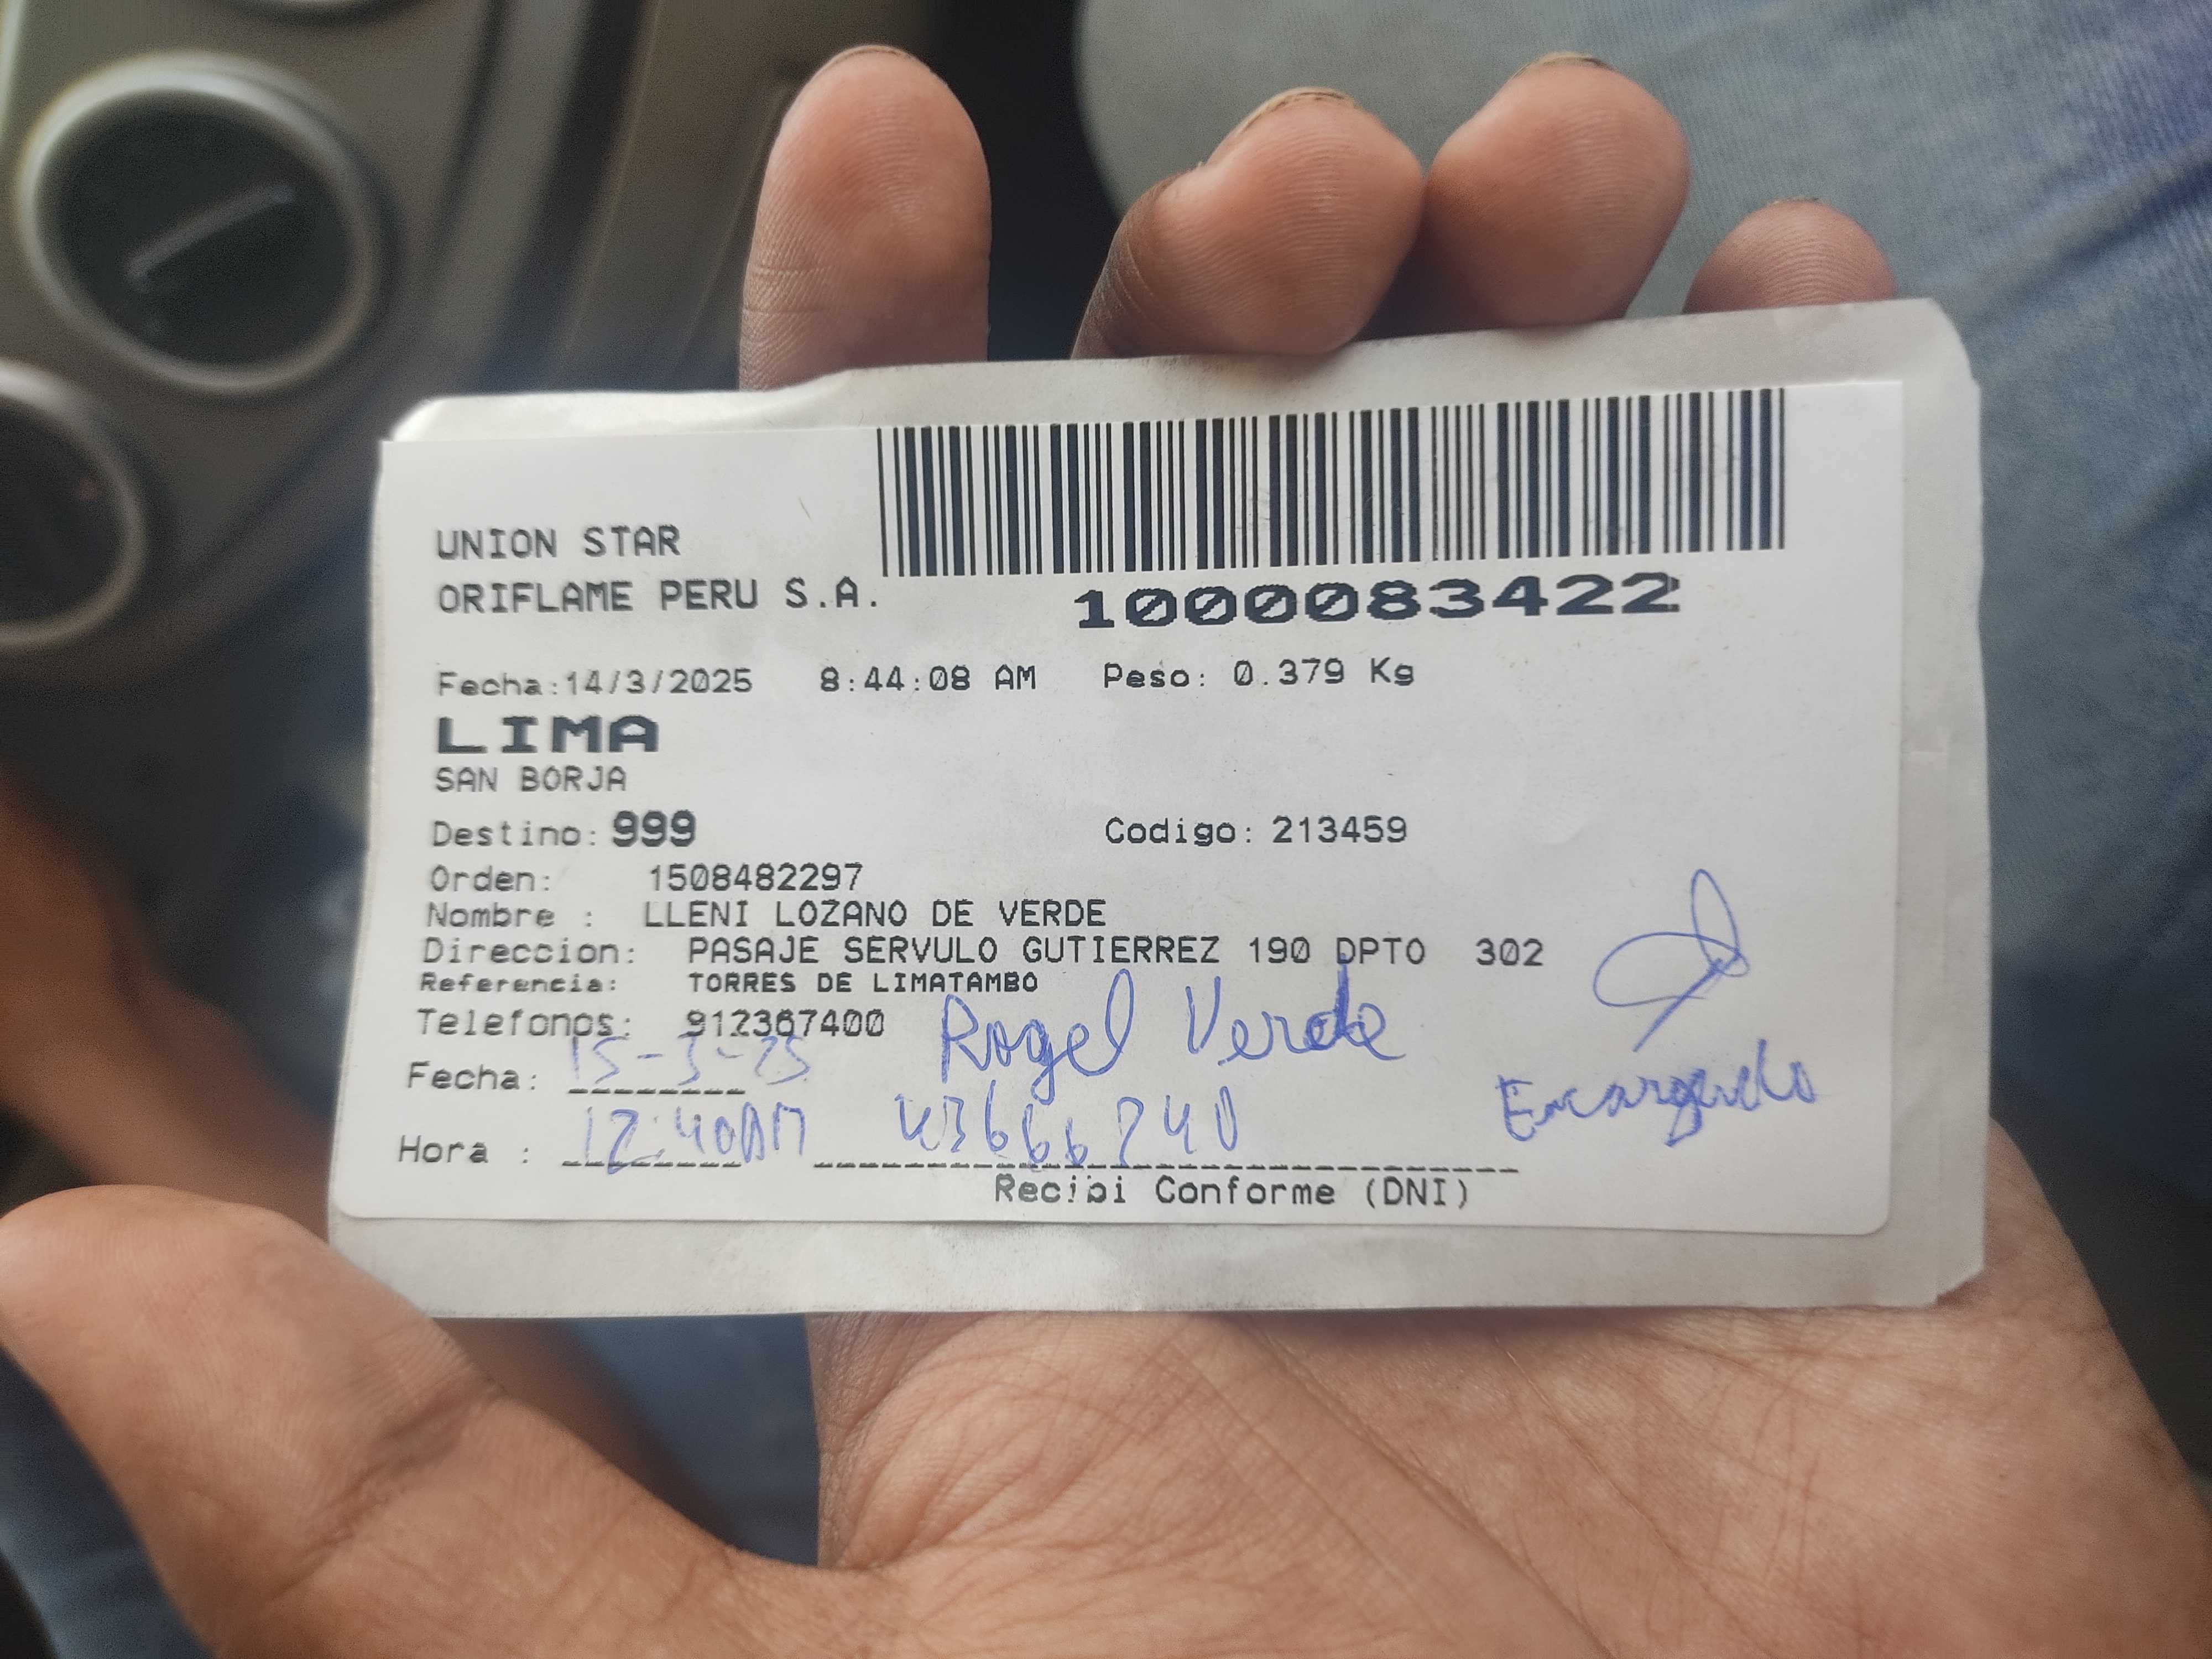 UNION STAR
ORIFLAME PERU S.A.
1000083422
Fecha:14/3/2025 8:44:08 AM Peso: 0.379 Kg
LIMA
SAN BORJA
Destino: 999 Codigo: 213459
Orden: 1508482297
Nombre : LLENI LOZANO DE VERDE
Direccion: PASAJE SERVULO GUTIERREZ 190 DPTO 302
Referencia: TORRES DE LIMATAMBO
Telefonos: 912367400
Rogel Verde
Fecha: 15-3-25
Encargado
Hora : 12:40 43666740
Recibi Conforme (DNI)